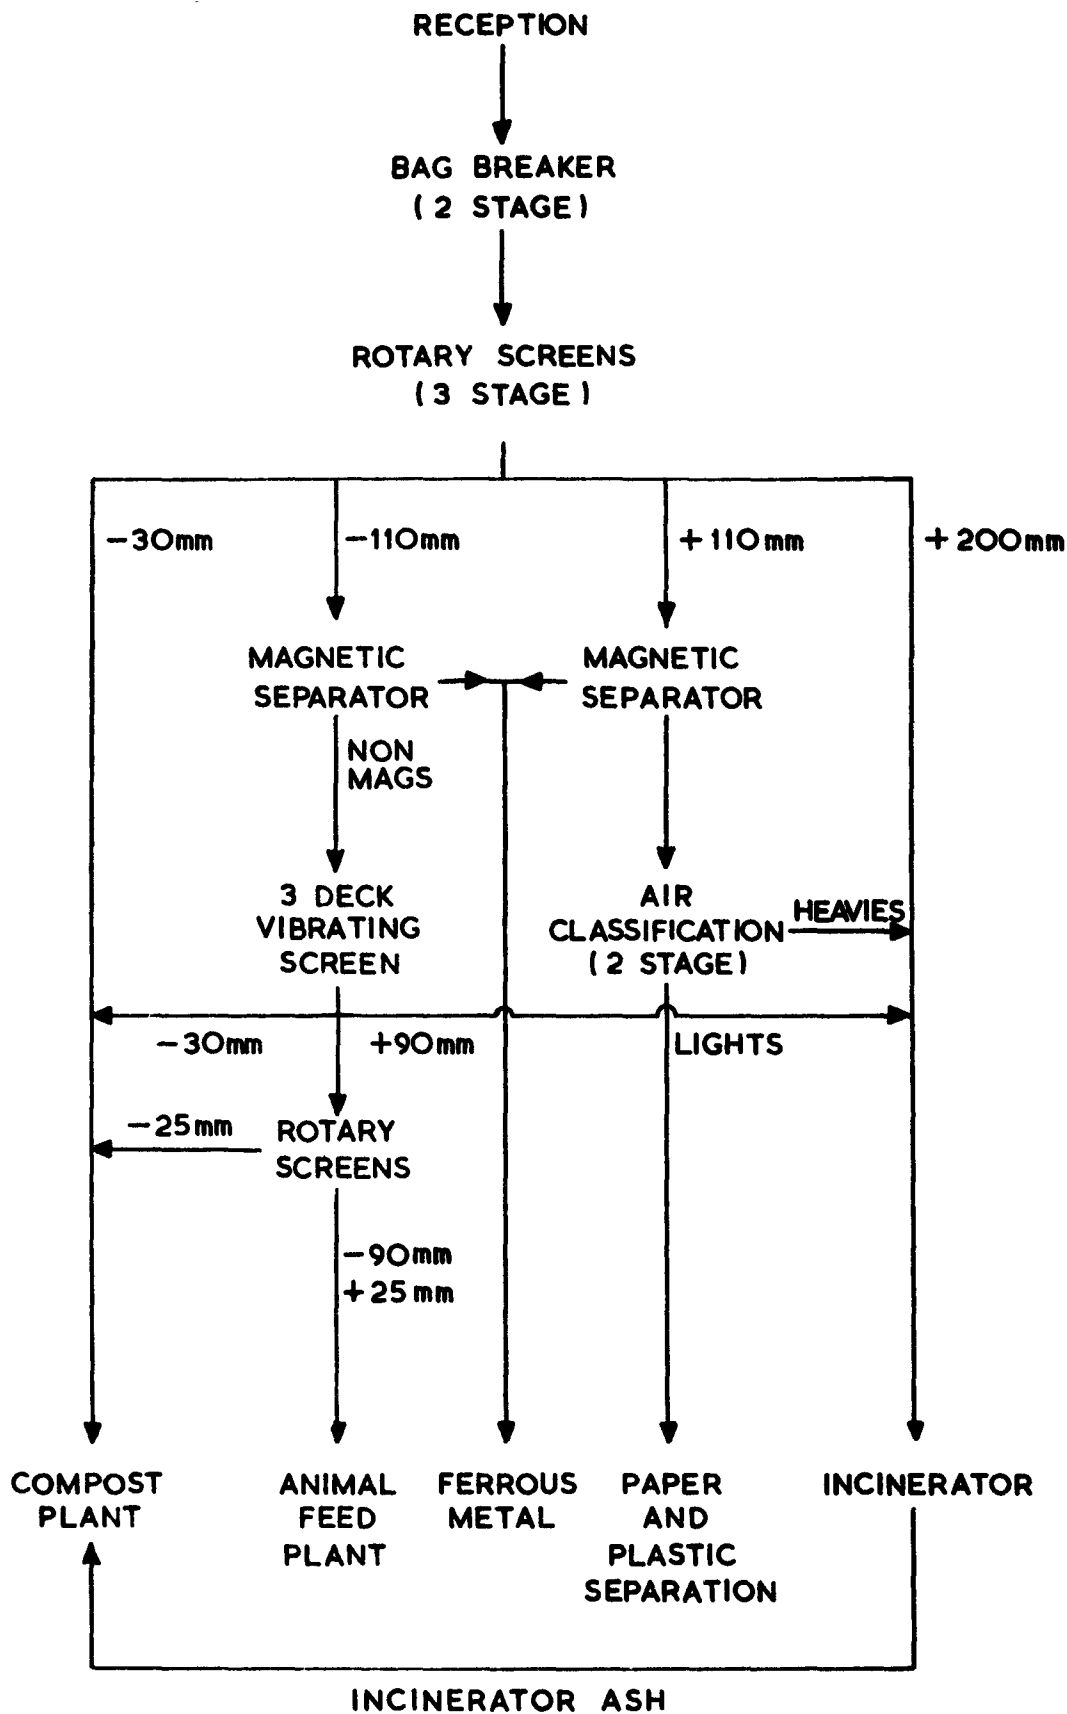 RECEPTION
BAG BREAKER
(2 STAGE)
ROTARY SCREENS
(3 STAGE)
-30mm
-110mm
+110mm
+200mm
MAGNETIC
SEPARATOR
MAGNETIC
SEPARATOR
NON
MAGS
3 DECK
VIBRATING
SCREEN
AIR
CLASSIFICATION
(2 STAGE)
HEAVIES
-30mm
+90mm
LIGHTS
-25mm
ROTARY
SCREENS
-90mm
+25mm
COMPOST
PLANT
ANIMAL
FEED
PLANT
FERROUS
METAL
PAPER
AND
PLASTIC
SEPARATION
INCINERATOR
INCINERATOR ASH